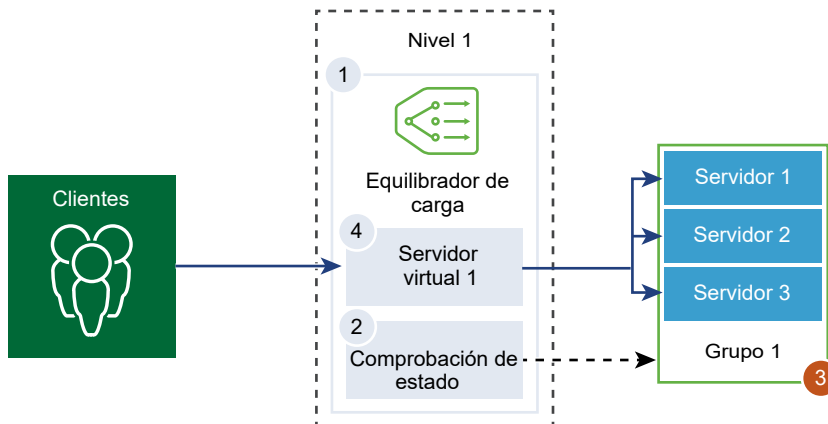 Nivel 1
1
Equilibrador de
carga
Clientes
4
Servidor
virtual 1
2
Comprobación de
estado
Servidor 1
Servidor 2
Servidor 3
Grupo 1
3